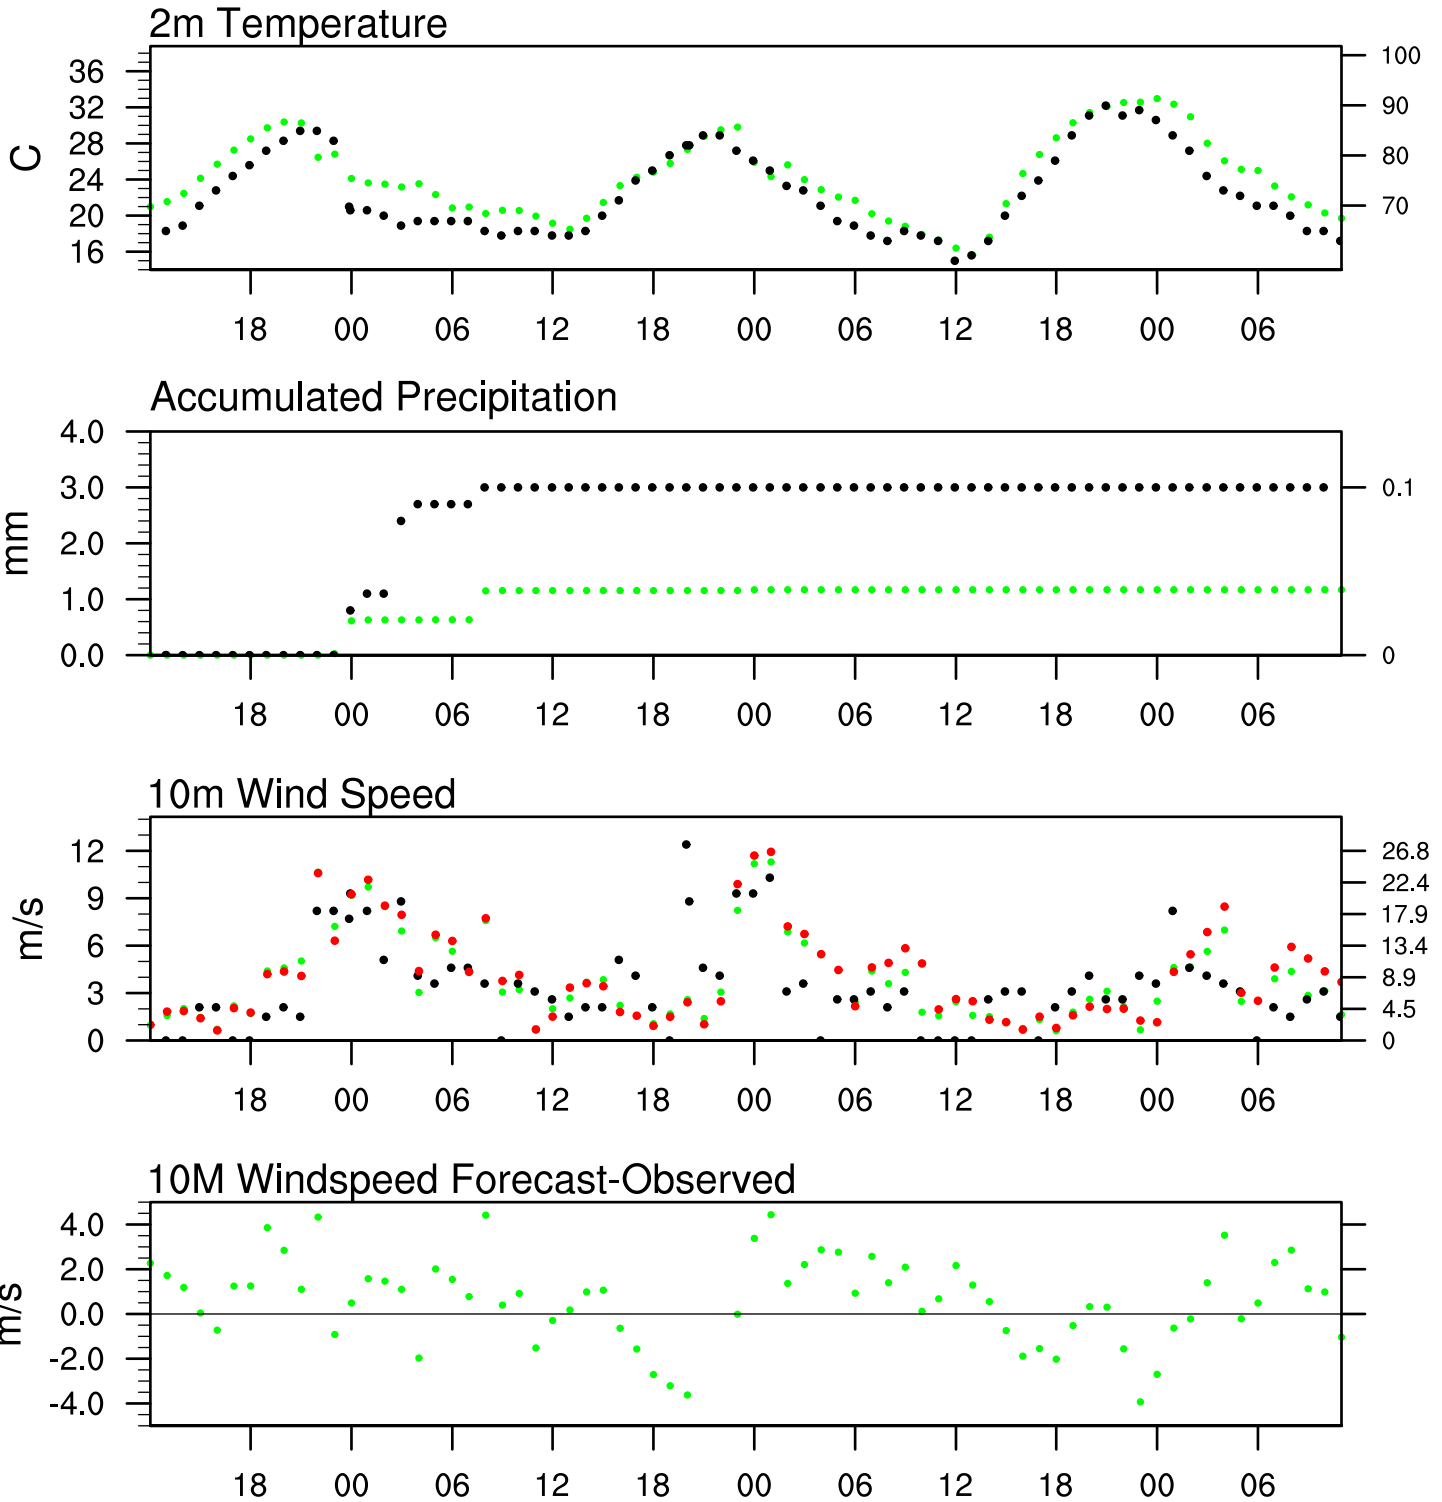 2m Temperature
36
32
28
24
20
16
C
100
90
80
70
18 00 06 12 18 00 06 12 18 00 06
Accumulated Precipitation
4.0
3.0
2.0
1.0
0.0
mm
0.1
0
18 00 06 12 18 00 06 12 18 00 06
10m Wind Speed
12
9
6
3
0
m/s
26.8
22.4
17.9
13.4
8.9
4.5
0
18 00 06 12 18 00 06 12 18 00 06
10M Windspeed Forecast-Observed
4.0
2.0
0.0
-2.0
-4.0
m/s
18 00 06 12 18 00 06 12 18 00 06